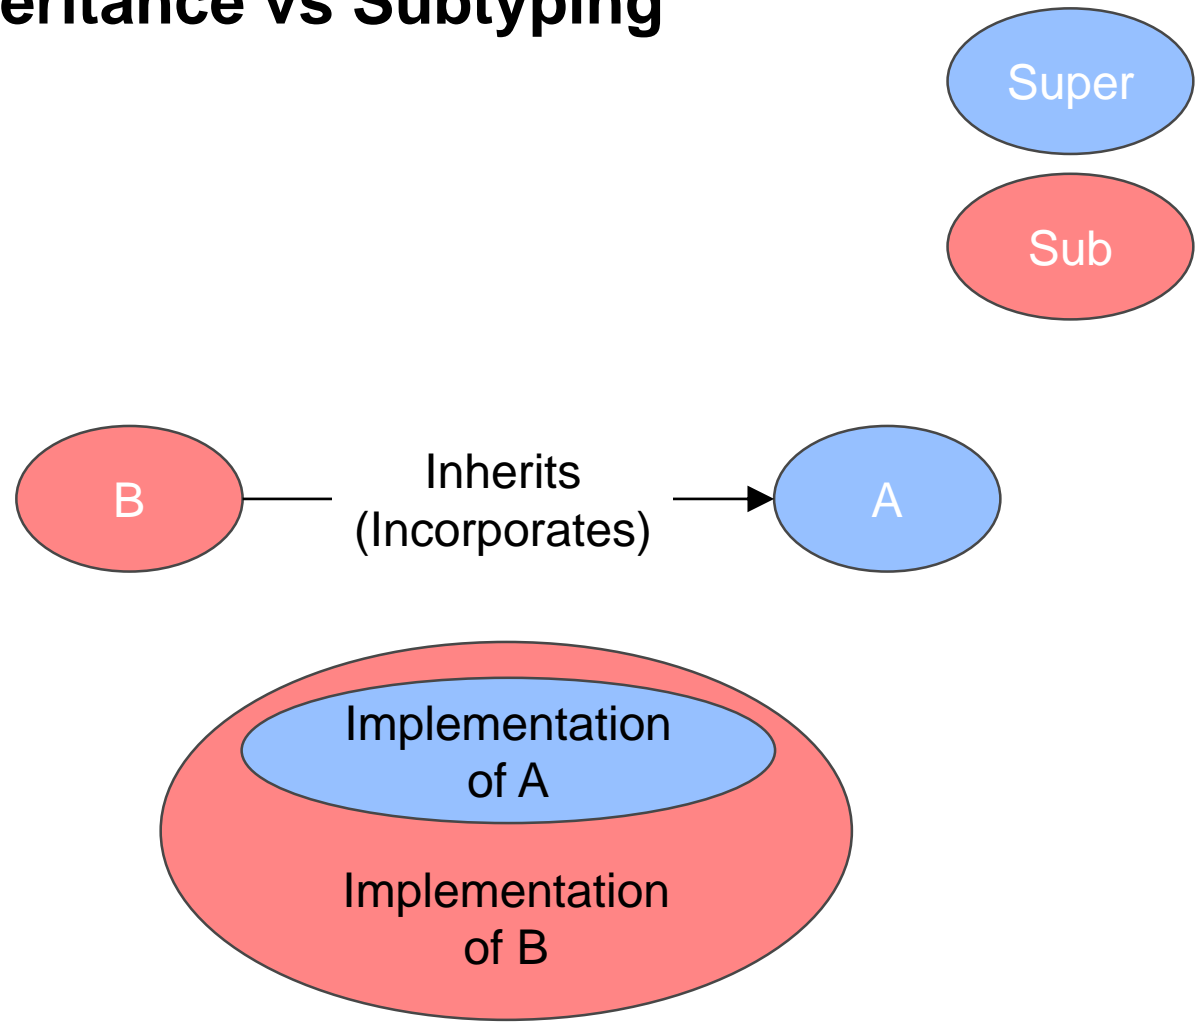 eritance vs Subtyping
Super
Sub
B
Inherits
(Incorporates)
A
Implementation
of A
Implementation
of B